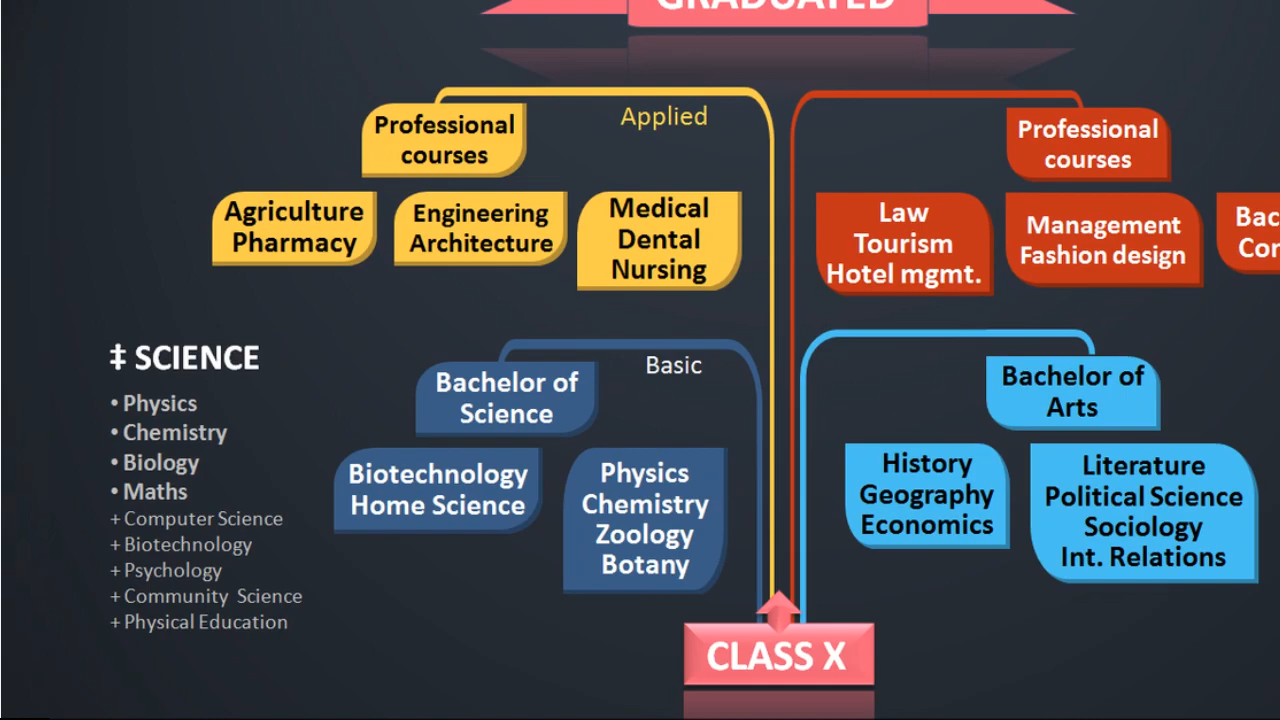 GRADUATED
Applied
Professional
courses
Agriculture
Pharmacy
Engineering
Architecture
Medical
Dental
Nursing
Professional
courses
Law
Tourism
Hotel mgmt.
Management
Fashion design
‡ SCIENCE
• Physics
• Chemistry
• Biology
• Maths
+ Computer Science
+ Biotechnology
+ Psychology
+ Community Science
+ Physical Education
Basic
Bachelor of
Science
Biotechnology
Home Science
Physics
Chemistry
Zoology
Botany
Bachelor of
Arts
History
Geography
Economics
Literature
Political Science
Sociology
Int. Relations
CLASS X